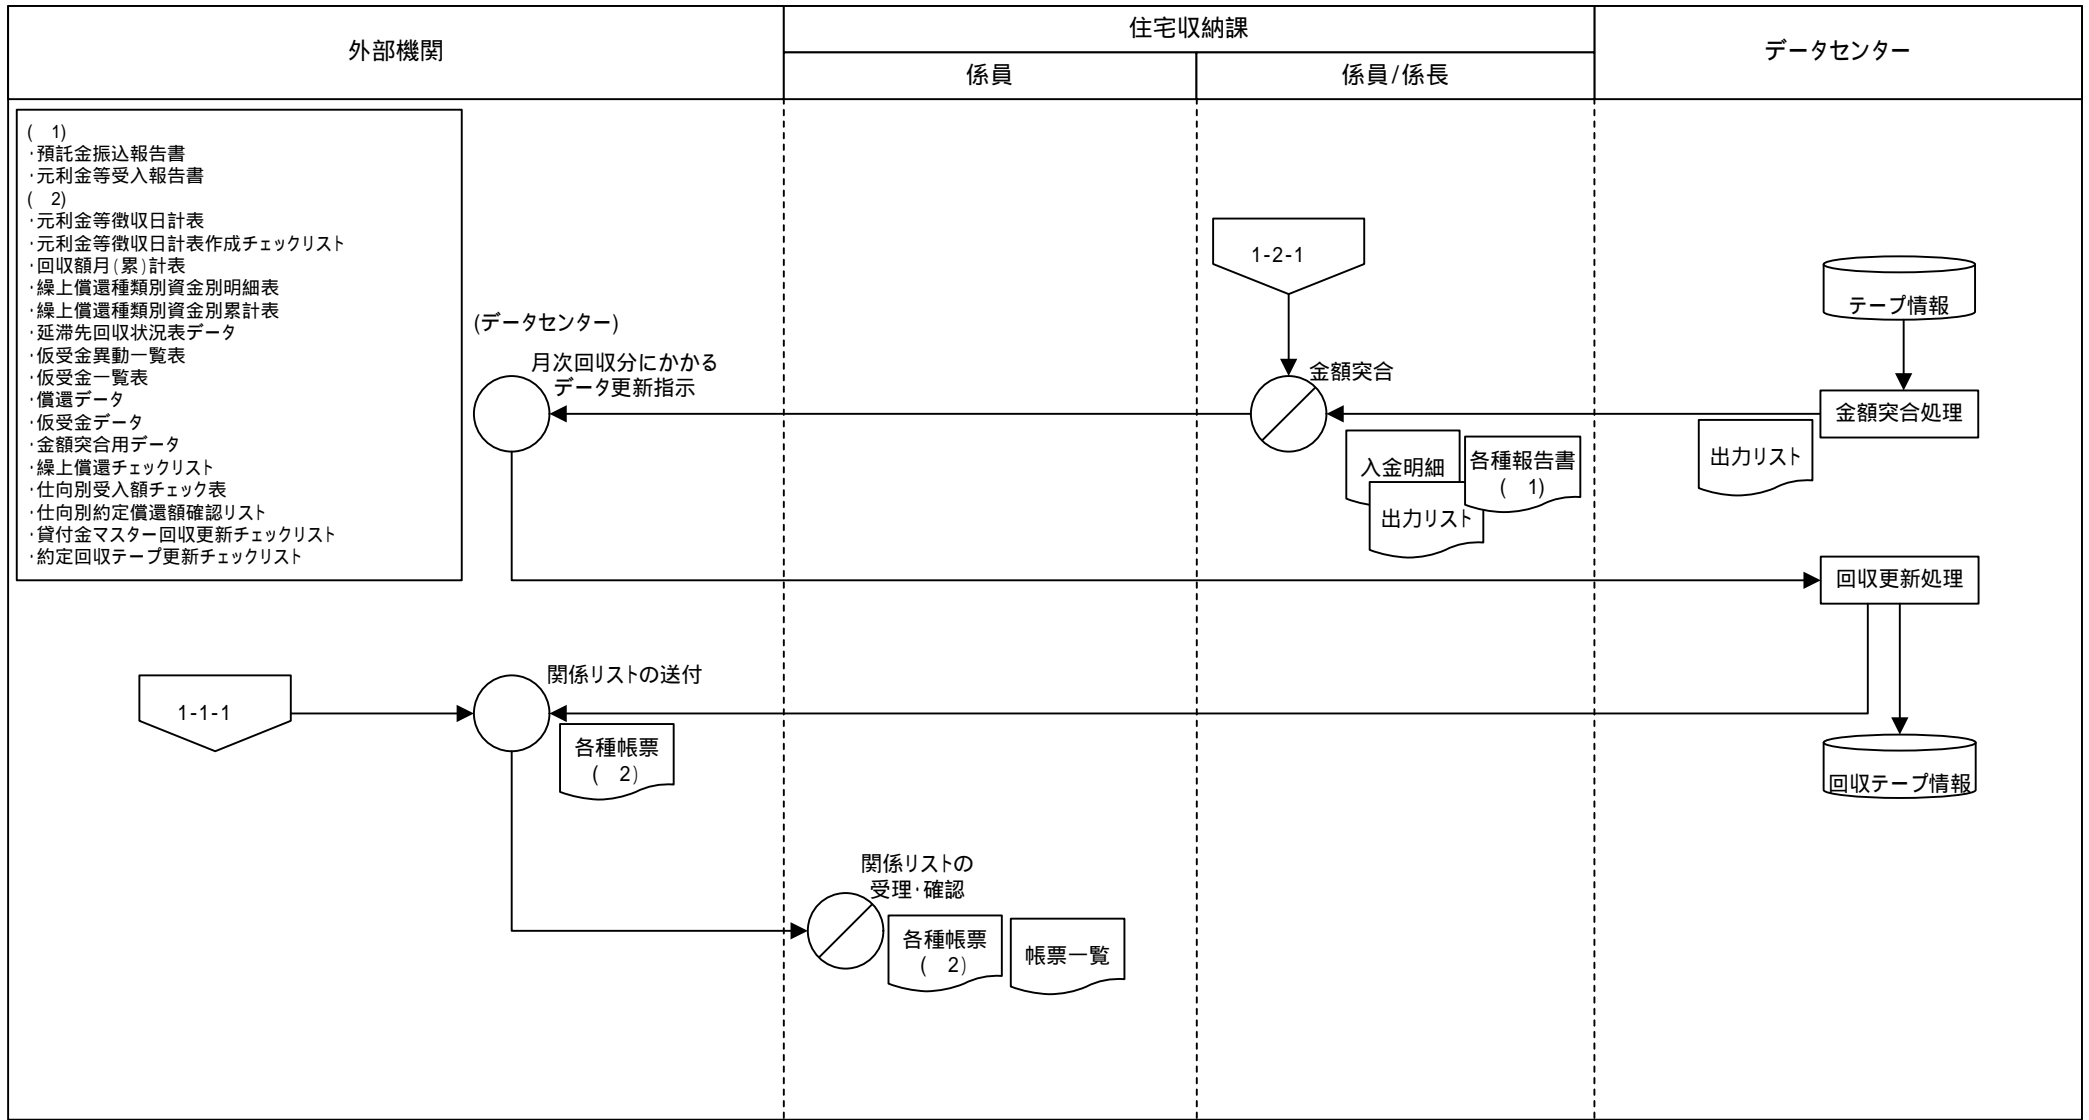 外部機関
住宅収納課
データセンター
係員
係員/係長
(　1)
・預託金振込報告書
・元利金等受入報告書
(　2)
・元利金等徴収日計表
・元利金等徴収日計表作成チェックリスト
・回収額月(累)計表
・繰上償還種類別資金別明細表
・繰上償還種類別資金別累計表
・延滞先回収状況表データ
・仮受金異動一覧表
・仮受金一覧表
・償還データ
・仮受金データ
・金額突合用データ
・繰上償還チェックリスト
・仕向別受入額チェック表
・仕向別約定償還額確認リスト
・貸付金マスター回収更新チェックリスト
・約定回収テープ更新チェックリスト
(データセンター)
月次回収分にかかる
データ更新指示
1-2-1
金額突合
入金明細
出力リスト
各種報告書
(　1)
テープ情報
金額突合処理
出力リスト
回収更新処理
1-1-1
関係リストの送付
各種帳票
(　2)
回収テープ情報
関係リストの
受理・確認
各種帳票
(　2)
帳票一覧